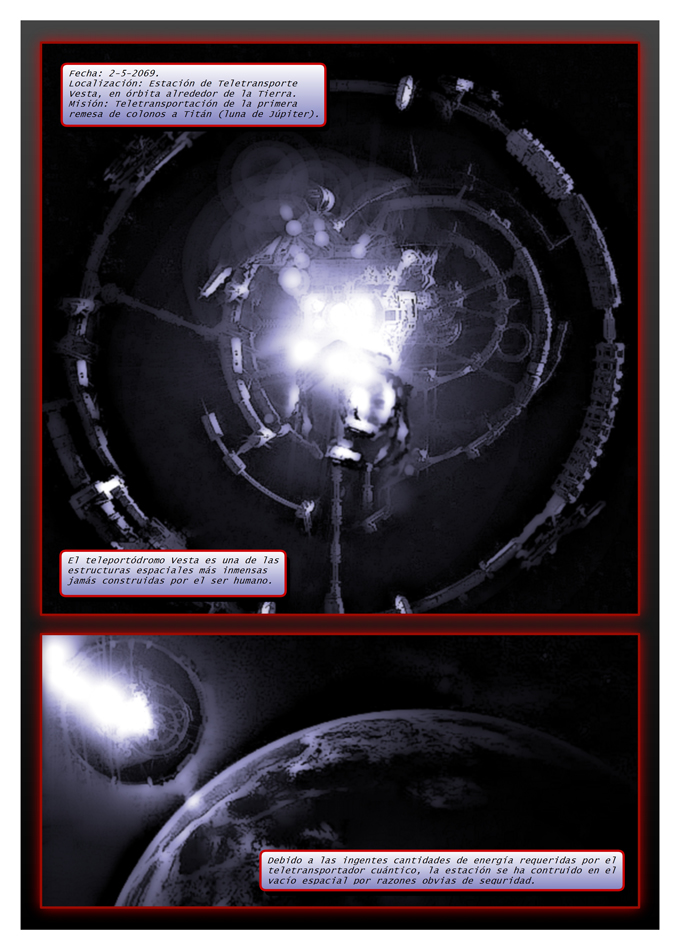 Fecha: 2-5-2069.
Localización: Estación de Teletransporte
Vesta, en órbita alrededor de la Tierra.
Misión: Teletransportación de la primera
remesa de colonos a Titán (luna de Júpiter).
El teleportódromo Vesta es una de las
estructuras espaciales más inmensas
jamás construidas por el ser humano.
Debido a las ingentes cantidades de energía requeridas por el
teletransportador cuántico, la estación se ha contruido en el
vacío espacial por razones obvias de seguridad.